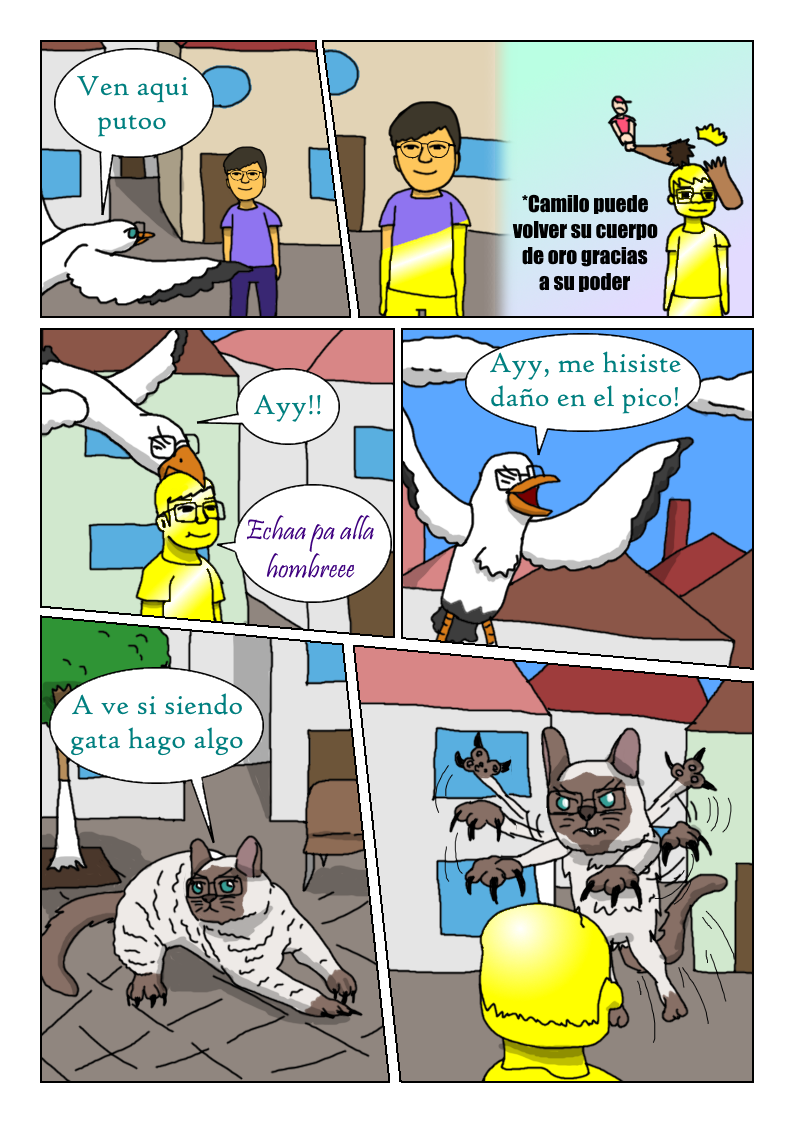 Ven aqui
putoo
*Camilo puede
volver su cuerpo
de oro gracias
a su poder
Ayy!!
Echaa pa alla
hombreee
Ayy, me hisiste
daño en el pico!
A ve si siendo
gata hago algo